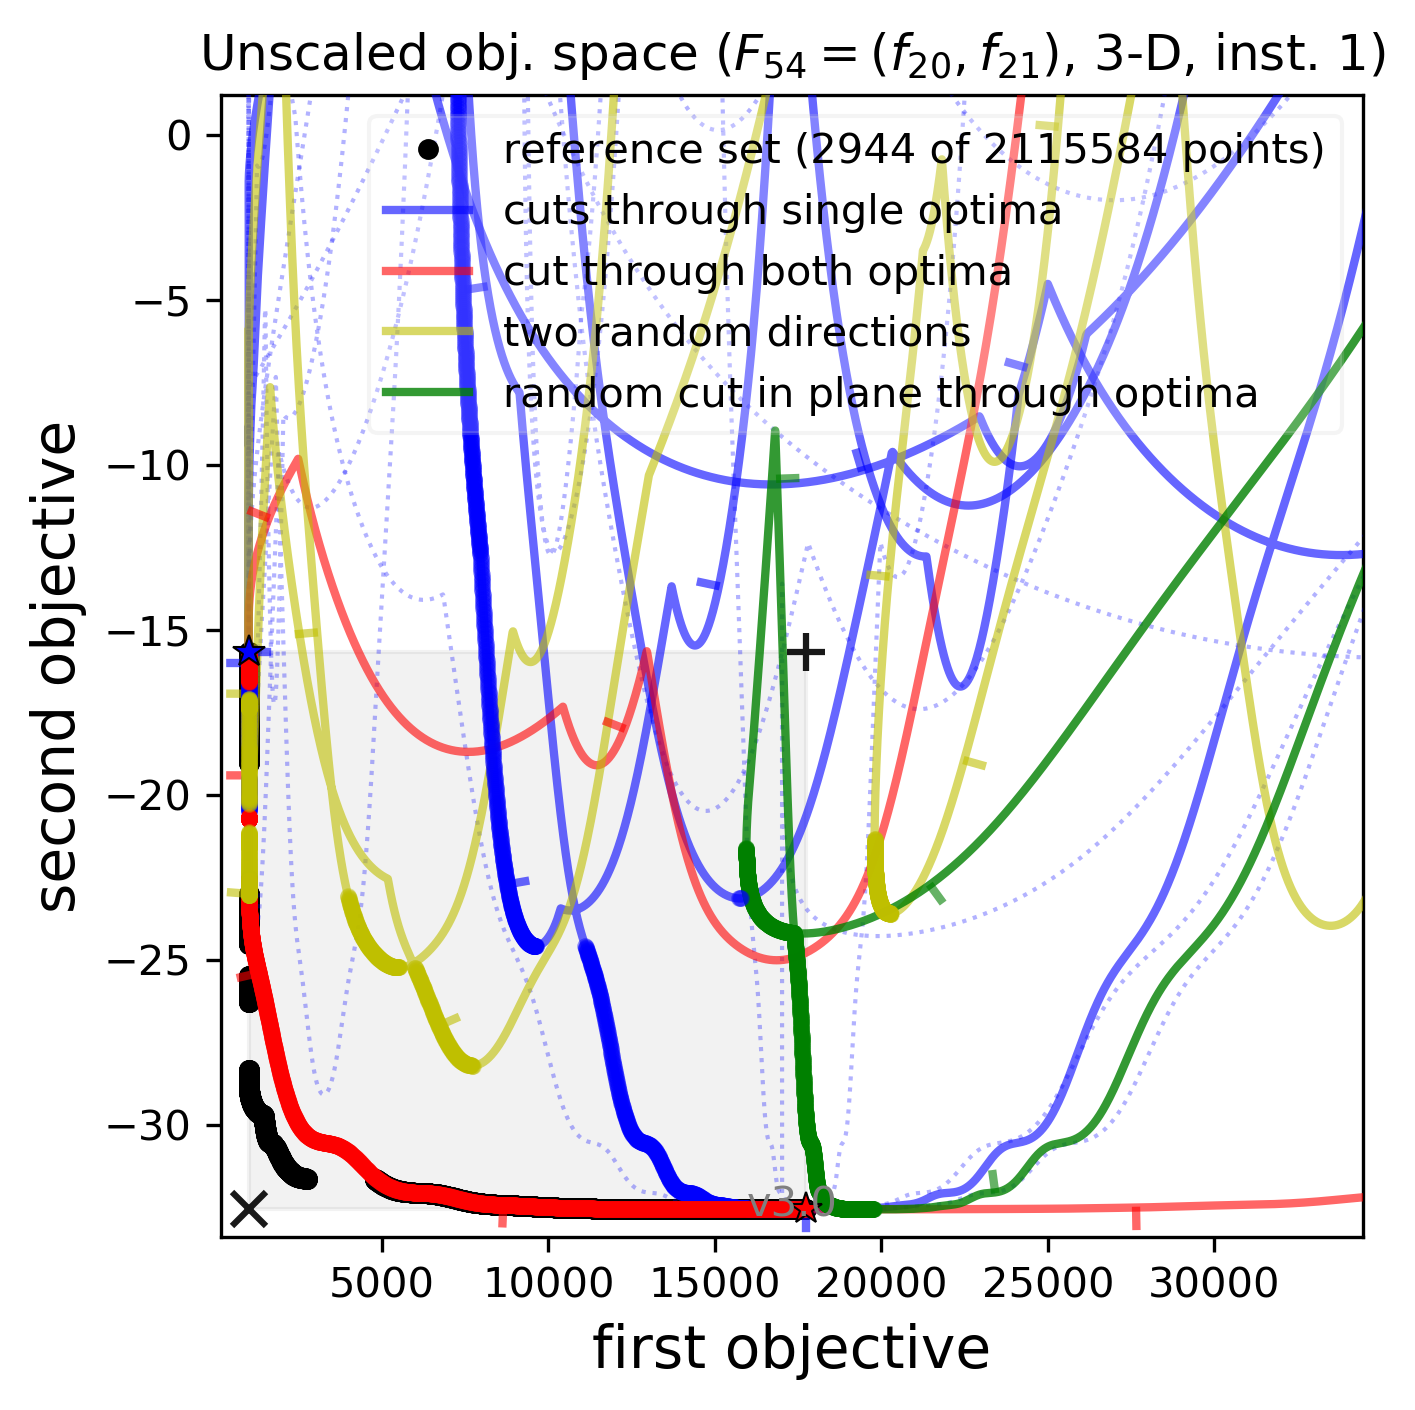 Unscaled obj. space (F₅₄ = (f₂₀, f₂₁), 3-D, inst. 1)
reference set (2944 of 2115584 points)
cuts through single optima
cut through both optima
two random directions
random cut in plane through optima
0
−5
−10
−15
−20
−25
−30
second objective
v3.0
5000 10000 15000 20000 25000 30000
first objective